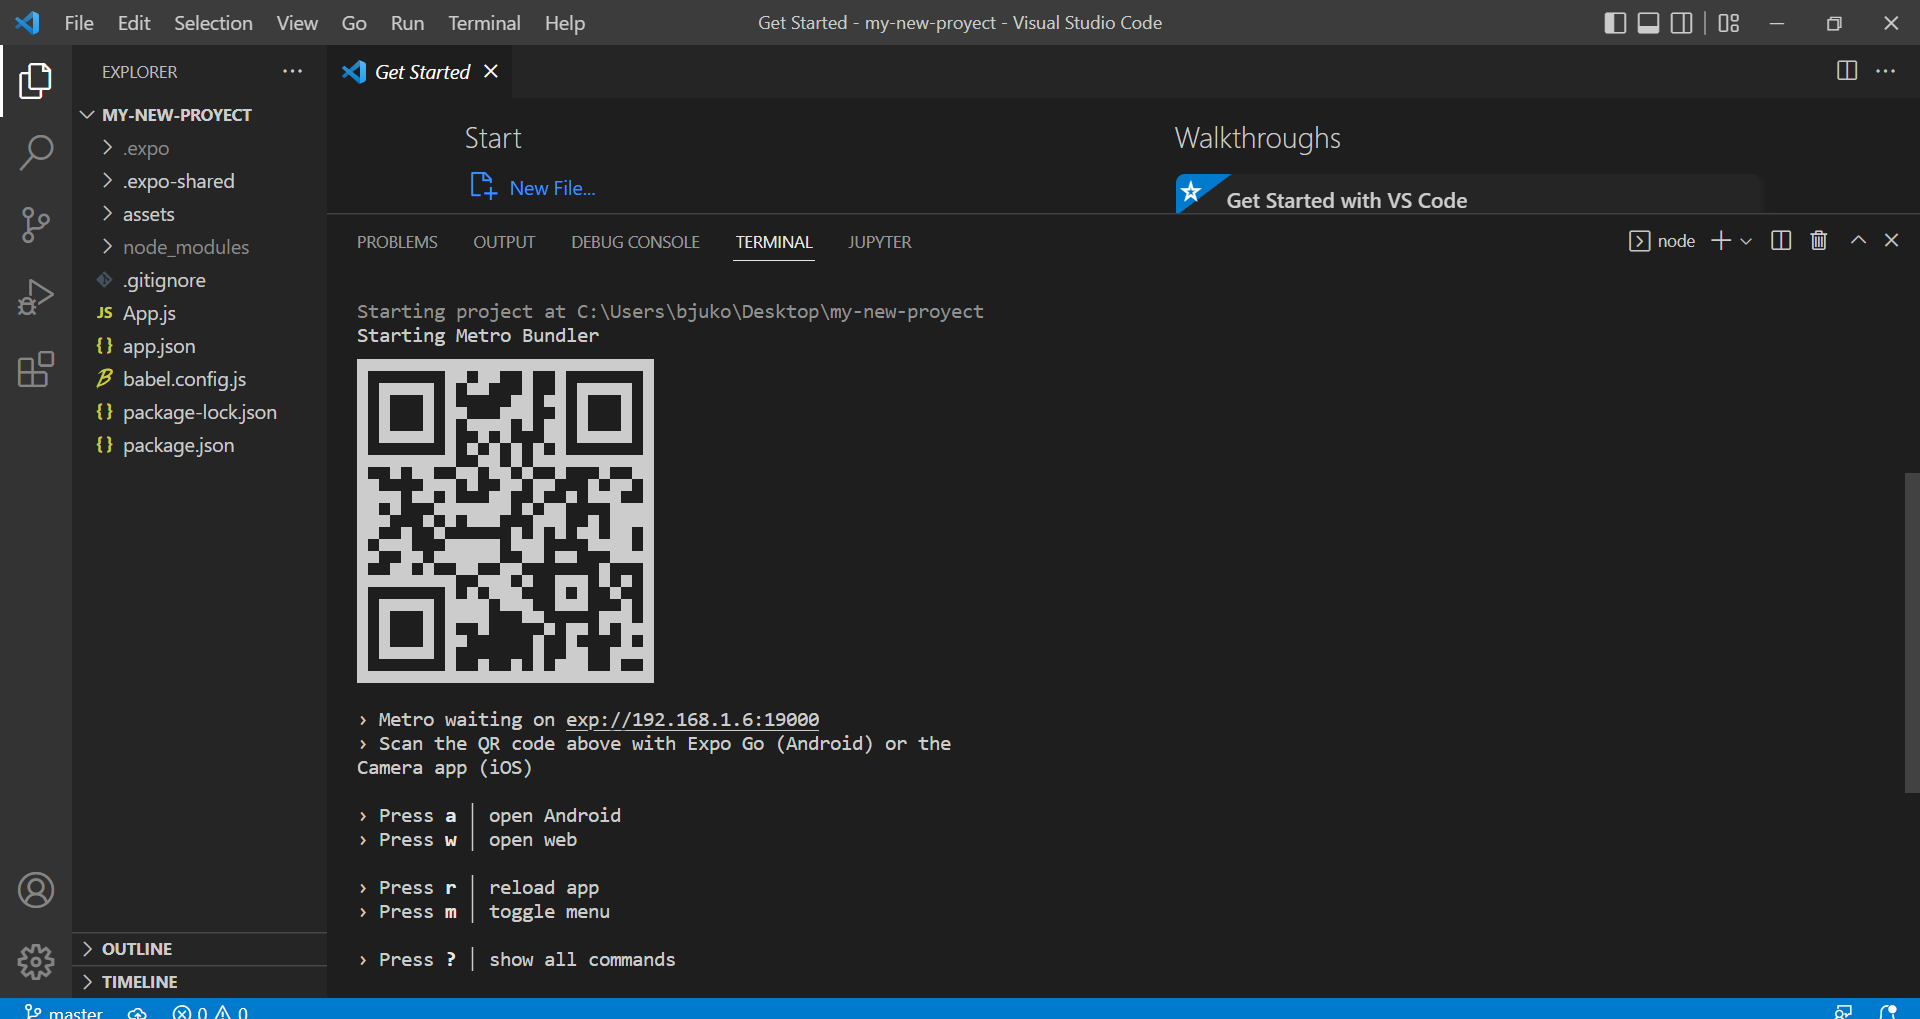 File Edit Selection View Go Run Terminal Help
Get Started - my-new-proyect - Visual Studio Code
EXPLORER
MY-NEW-PROYECT
.expo
.expo-shared
assets
node_modules
.gitignore
JS App.js
{} app.json
babel.config.js
{} package-lock.json
{} package.json
OUTLINE
TIMELINE
Get Started
Start
New File...
Walkthroughs
Get Started with VS Code
PROBLEMS OUTPUT DEBUG CONSOLE TERMINAL JUPYTER
node
Starting project at C:\Users\bjuko\Desktop\my-new-proyect
Starting Metro Bundler
› Metro waiting on exp://192.168.1.6:19000
› Scan the QR code above with Expo Go (Android) or the
Camera app (iOS)
› Press a │ open Android
› Press w │ open web
› Press r │ reload app
› Press m │ toggle menu
› Press ? │ show all commands
master 0 0